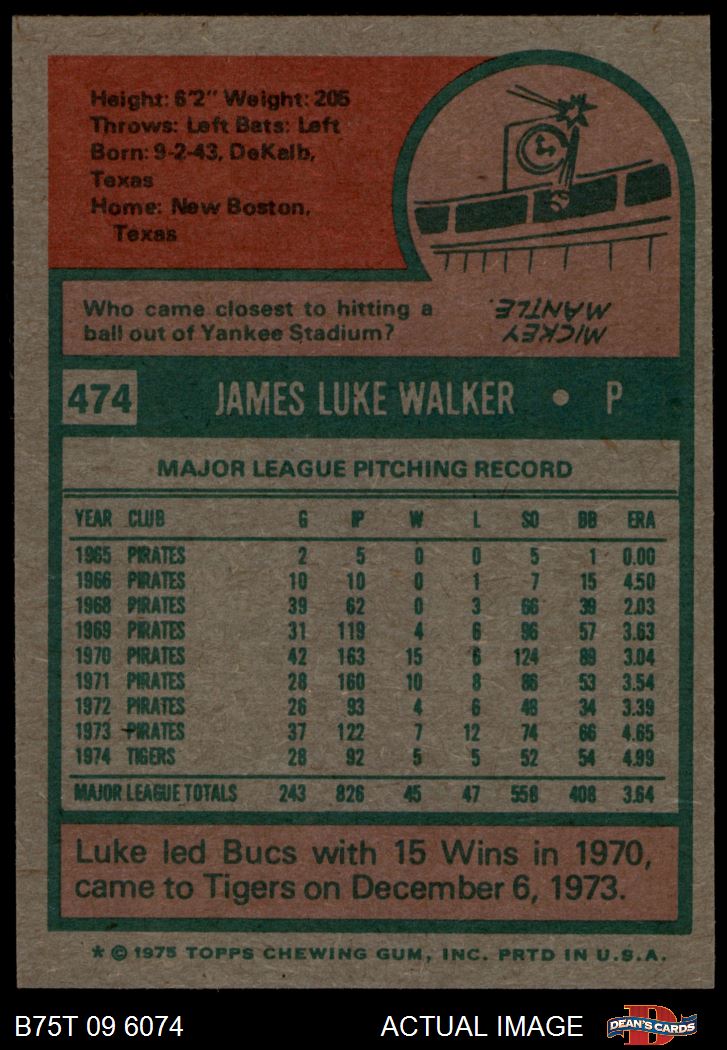 Height: 6'2" Weight: 205
Throws: Left Bats: Left
Born: 9-2-43, DeKalb,
Texas
Home: New Boston,
Texas
Who came closest to hitting a
ball out of Yankee Stadium?
MICKEY
MANTLE.
474 JAMES LUKE WALKER • P
MAJOR LEAGUE PITCHING RECORD
YEAR CLUB G IP W L SO BB ERA
1965 PIRATES 2 5 0 0 5 1 0.00
1966 PIRATES 10 10 0 1 7 15 4.50
1968 PIRATES 39 62 0 3 66 39 2.03
1969 PIRATES 31 119 4 6 96 57 3.63
1970 PIRATES 42 163 15 6 124 89 3.04
1971 PIRATES 28 160 10 8 86 53 3.54
1972 PIRATES 26 93 4 6 48 34 3.39
1973 PIRATES 37 122 7 12 74 66 4.65
1974 TIGERS 28 92 5 5 52 54 4.99
MAJOR LEAGUE TOTALS 243 826 45 47 558 408 3.64
Luke led Bucs with 15 Wins in 1970,
came to Tigers on December 6, 1973.
* © 1975 TOPPS CHEWING GUM, INC. PRTD IN U.S.A.
B75T 09 6074 ACTUAL IMAGE D DEAN'S CARDS